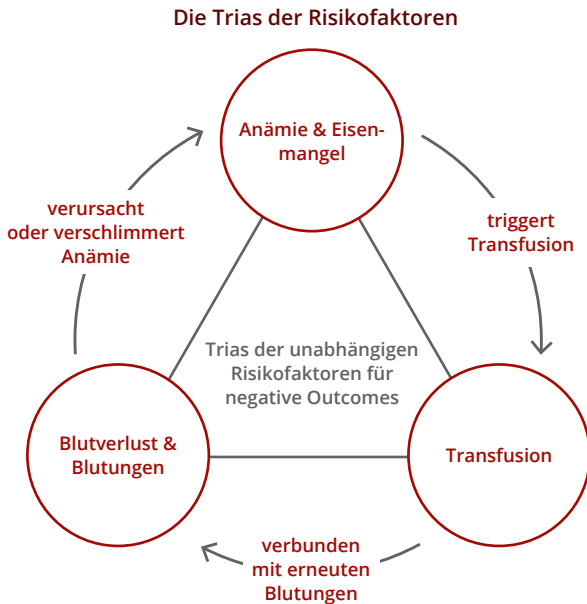 Die Trias der Risikofaktoren
Anämie & Eisen-
mangel
verursacht
oder verschlimmert
Anämie
triggert
Transfusion
Trias der unabhängigen
Risikofaktoren für
negative Outcomes
Blutverlust &
Blutungen
Transfusion
verbunden
mit erneuten
Blutungen